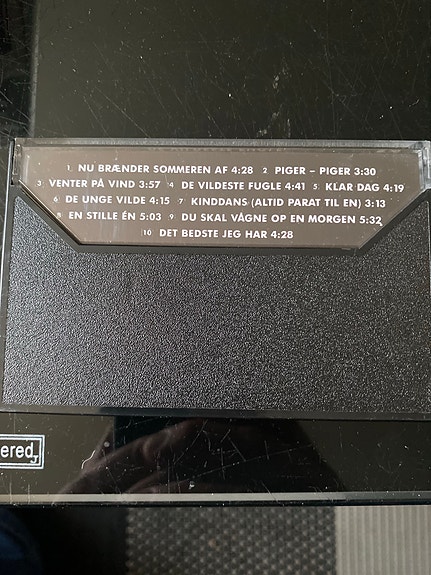 1 NU BRÆNDER SOMMEREN AF 4:28 2 PIGER – PIGER 3:30
3 VENTER PÅ VIND 3:57 4 DE VILDESTE FUGLE 4:41 5 KLAR DAG 4:19
6 DE UNGE VILDE 4:15 7 KINDDANS (ALTID PARAT TIL EN) 3:13
8 EN STILLE ÉN 5:03 9 DU SKAL VÅGNE OP EN MORGEN 5:32
10 DET BEDSTE JEG HAR 4:28
ered